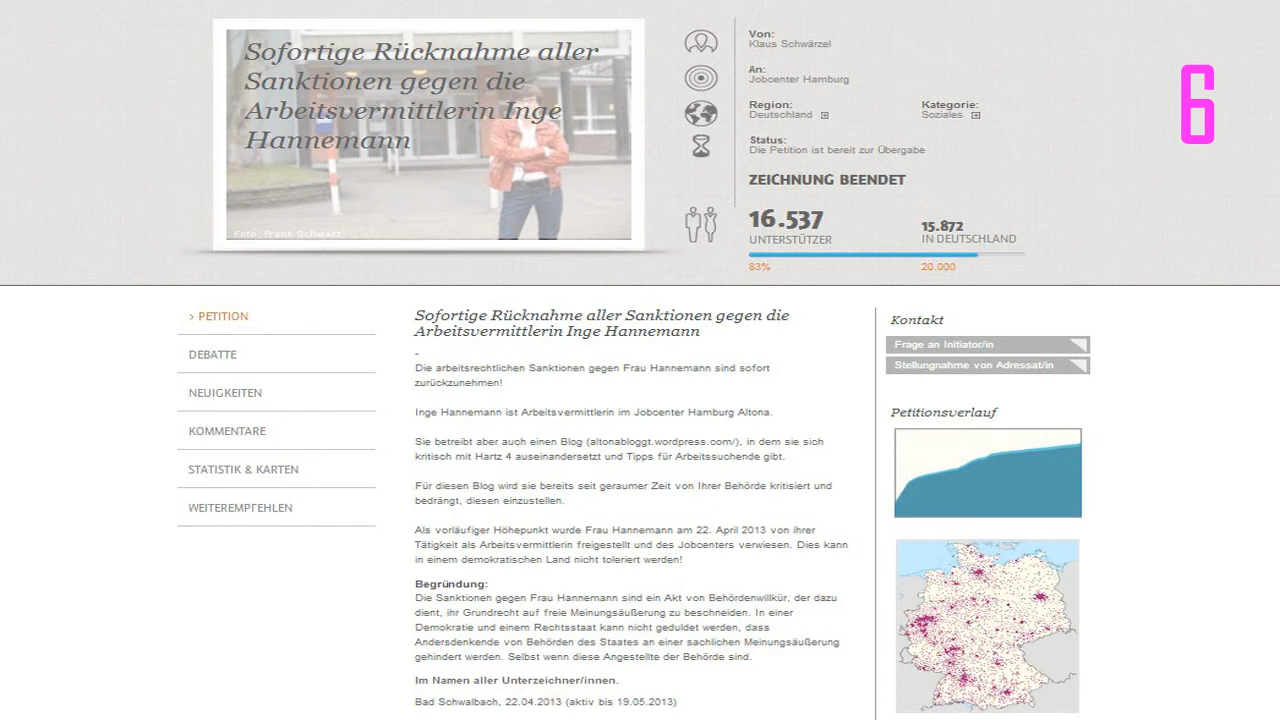 Sofortige Rücknahme aller
Sanktionen gegen die
Arbeitsvermittlerin Inge
Hannemann
Foto: Frank Schwarz
Von:
Klaus Schwärzel
An:
Jobcenter Hamburg
Region:
Deutschland
Kategorie:
Soziales
Status:
Die Petition ist bereit zur Übergabe
ZEICHNUNG BEENDET
16.537
UNTERSTÜTZER
15.872
IN DEUTSCHLAND
83%
20.000
6
> PETITION
DEBATTE
NEUIGKEITEN
KOMMENTARE
STATISTIK & KARTEN
WEITEREMPFEHLEN
Sofortige Rücknahme aller Sanktionen gegen die
Arbeitsvermittlerin Inge Hannemann
-
Die arbeitsrechtlichen Sanktionen gegen Frau Hannemann sind sofort
zurückzunehmen!
Inge Hannemann ist Arbeitsvermittlerin im Jobcenter Hamburg Altona.
Sie betreibt aber auch einen Blog (altonabloggt.wordpress.com/), in dem sie sich
kritisch mit Hartz 4 auseinandersetzt und Tipps für Arbeitssuchende gibt.
Für diesen Blog wird sie bereits seit geraumer Zeit von Ihrer Behörde kritisiert und
bedrängt, diesen einzustellen.
Als vorläufiger Höhepunkt wurde Frau Hannemann am 22. April 2013 von ihrer
Tätigkeit als Arbeitsvermittlerin freigestellt und des Jobcenters verwiesen. Dies kann
in einem demokratischen Land nicht toleriert werden!
Begründung:
Die Sanktionen gegen Frau Hannemann sind ein Akt von Behördenwillkür, der dazu
dient, ihr Grundrecht auf freie Meinungsäußerung zu beschneiden. In einer
Demokratie und einem Rechtsstaat kann nicht geduldet werden, dass
Andersdenkende von Behörden des Staates an einer sachlichen Meinungsäußerung
gehindert werden. Selbst wenn diese Angestellte der Behörde sind.
Im Namen aller Unterzeichner/innen.
Bad Schwalbach, 22.04.2013 (aktiv bis 19.05.2013)
Kontakt
Frage an Initiator/in
Stellungnahme von Adressat/in
Petitionsverlauf